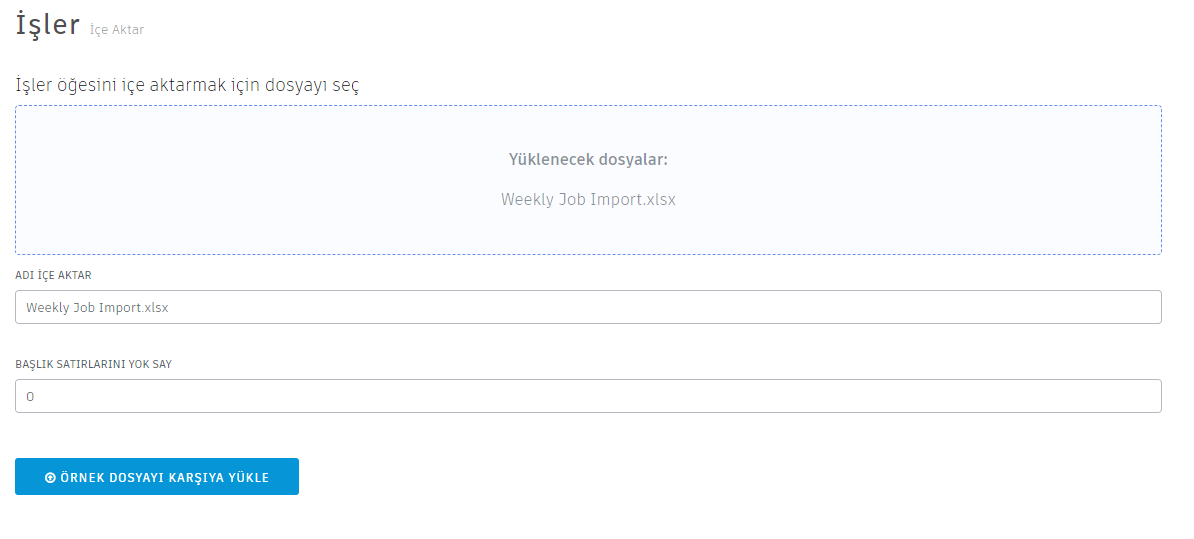 İşler İçe Aktar
İşler öğesini içe aktarmak için dosyayı seç
Yüklenecek dosyalar:
Weekly Job Import.xlsx
ADI İÇE AKTAR
Weekly Job Import.xlsx
BAŞLIK SATIRLARINI YOK SAY
0
ÖRNEK DOSYAYI KARŞIYA YÜKLE